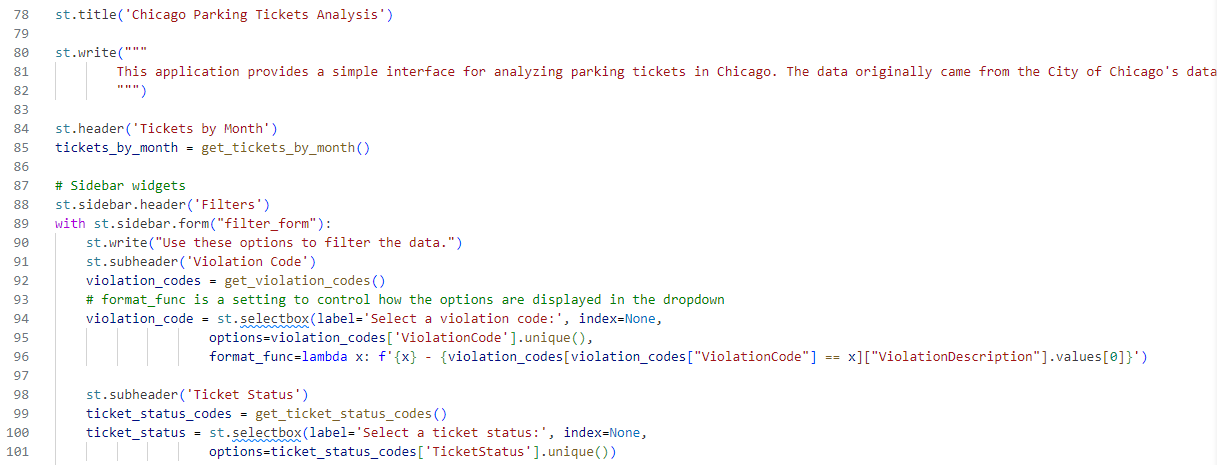 78 st.title('Chicago Parking Tickets Analysis')
79
80 st.write("""
81 This application provides a simple interface for analyzing parking tickets in Chicago. The data originally came from the City of Chicago's data
82 """)
83
84 st.header('Tickets by Month')
85 tickets_by_month = get_tickets_by_month()
86
87 # Sidebar widgets
88 st.sidebar.header('Filters')
89 with st.sidebar.form("filter_form"):
90 st.write("Use these options to filter the data.")
91 st.subheader('Violation Code')
92 violation_codes = get_violation_codes()
93 # format_func is a setting to control how the options are displayed in the dropdown
94 violation_code = st.selectbox(label='Select a violation code:', index=None,
95 options=violation_codes['ViolationCode'].unique(),
96 format_func=lambda x: f'{x} - {violation_codes[violation_codes["ViolationCode"] == x]["ViolationDescription"].values[0]}')
97
98 st.subheader('Ticket Status')
99 ticket_status_codes = get_ticket_status_codes()
100 ticket_status = st.selectbox(label='Select a ticket status:', index=None,
101 options=ticket_status_codes['TicketStatus'].unique())